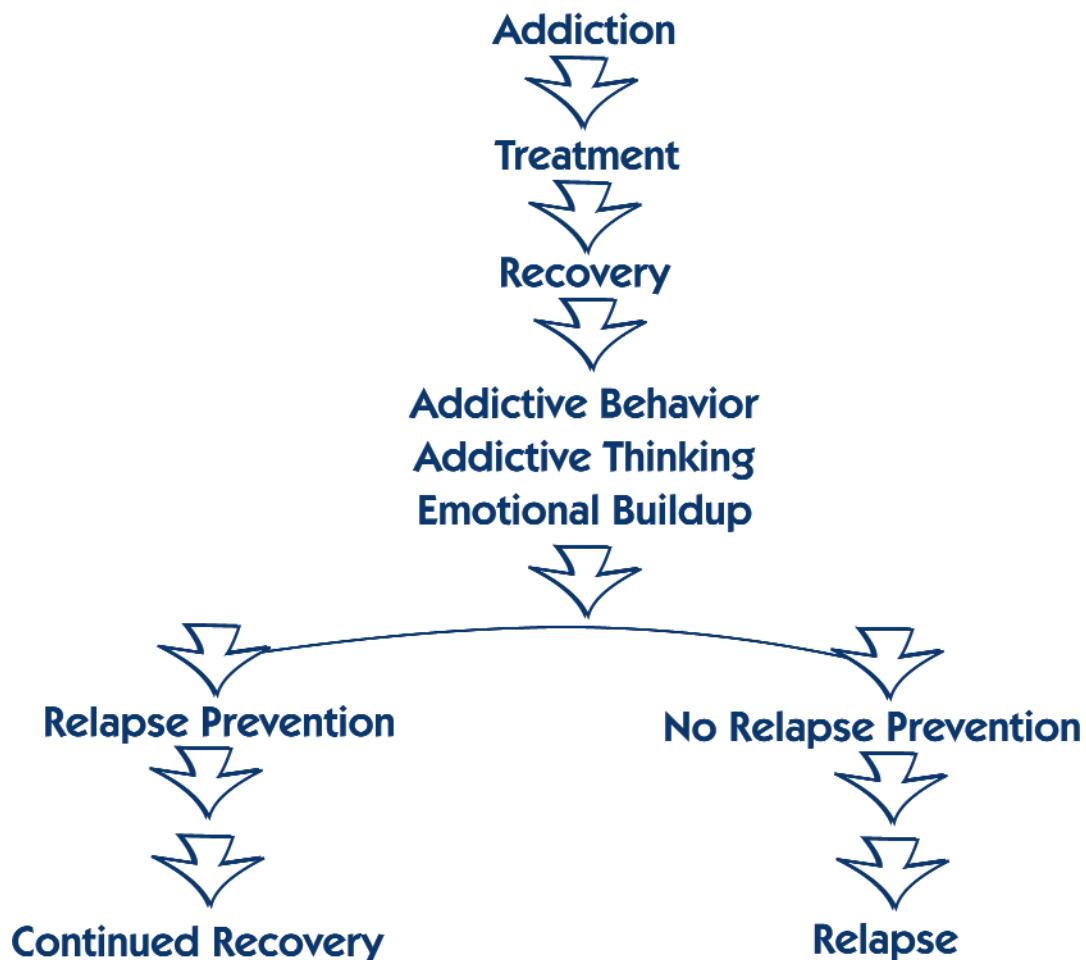 Addiction
Treatment
Recovery
Addictive Behavior
Addictive Thinking
Emotional Buildup
Relapse Prevention
No Relapse Prevention
Continued Recovery
Relapse